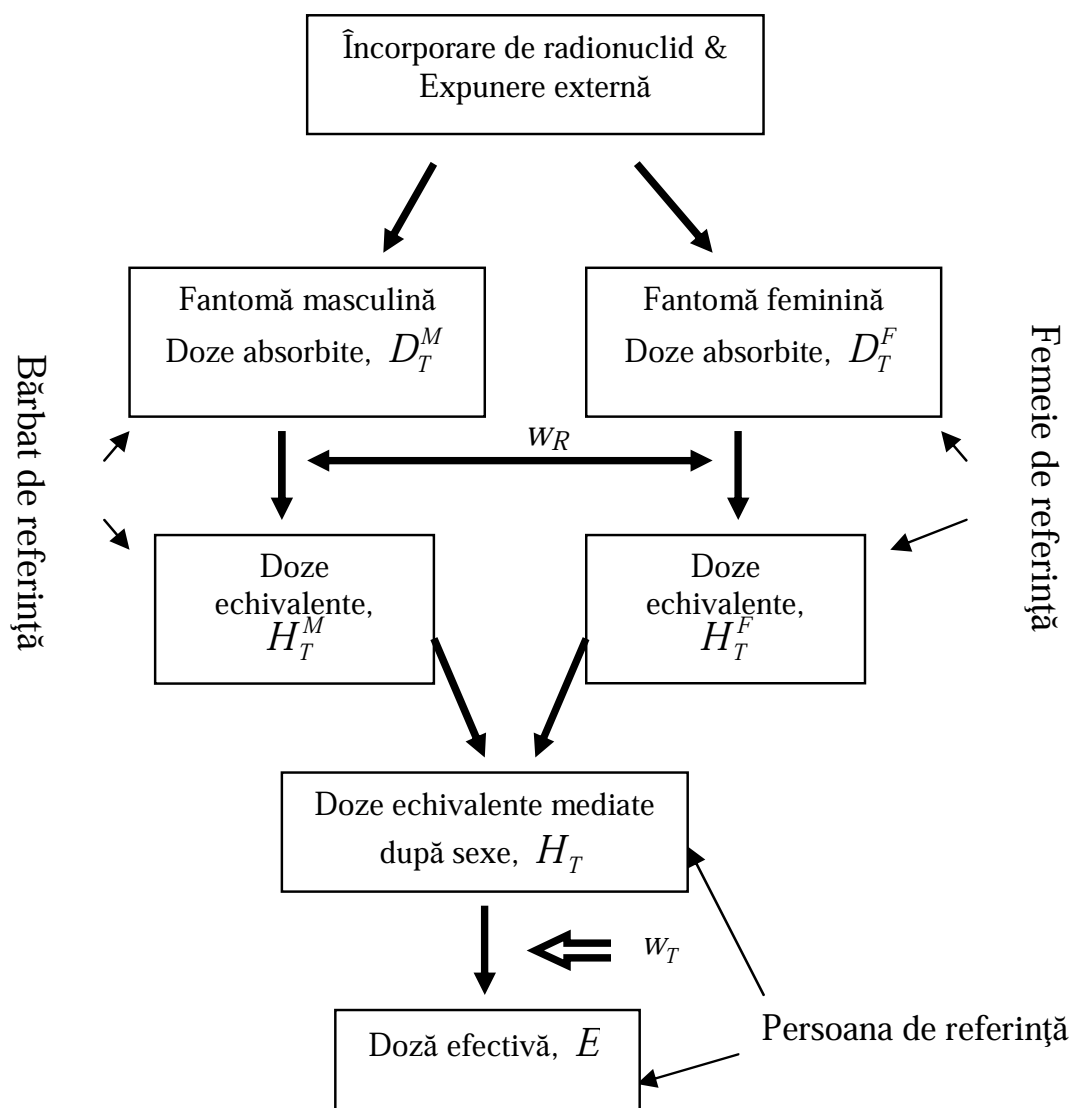 Încorporare de radionuclid &
Expunere externă
Fantomă masculină
Doze absorbite, D_T^M
Fantomă feminină
Doze absorbite, D_T^F
Bărbat de referinţă
Femeie de referinţă
w_R
Doze
echivalente,
H_T^M
Doze
echivalente,
H_T^F
Doze echivalente mediate
după sexe, H_T
w_T
Doză efectivă, E
Persoana de referinţă